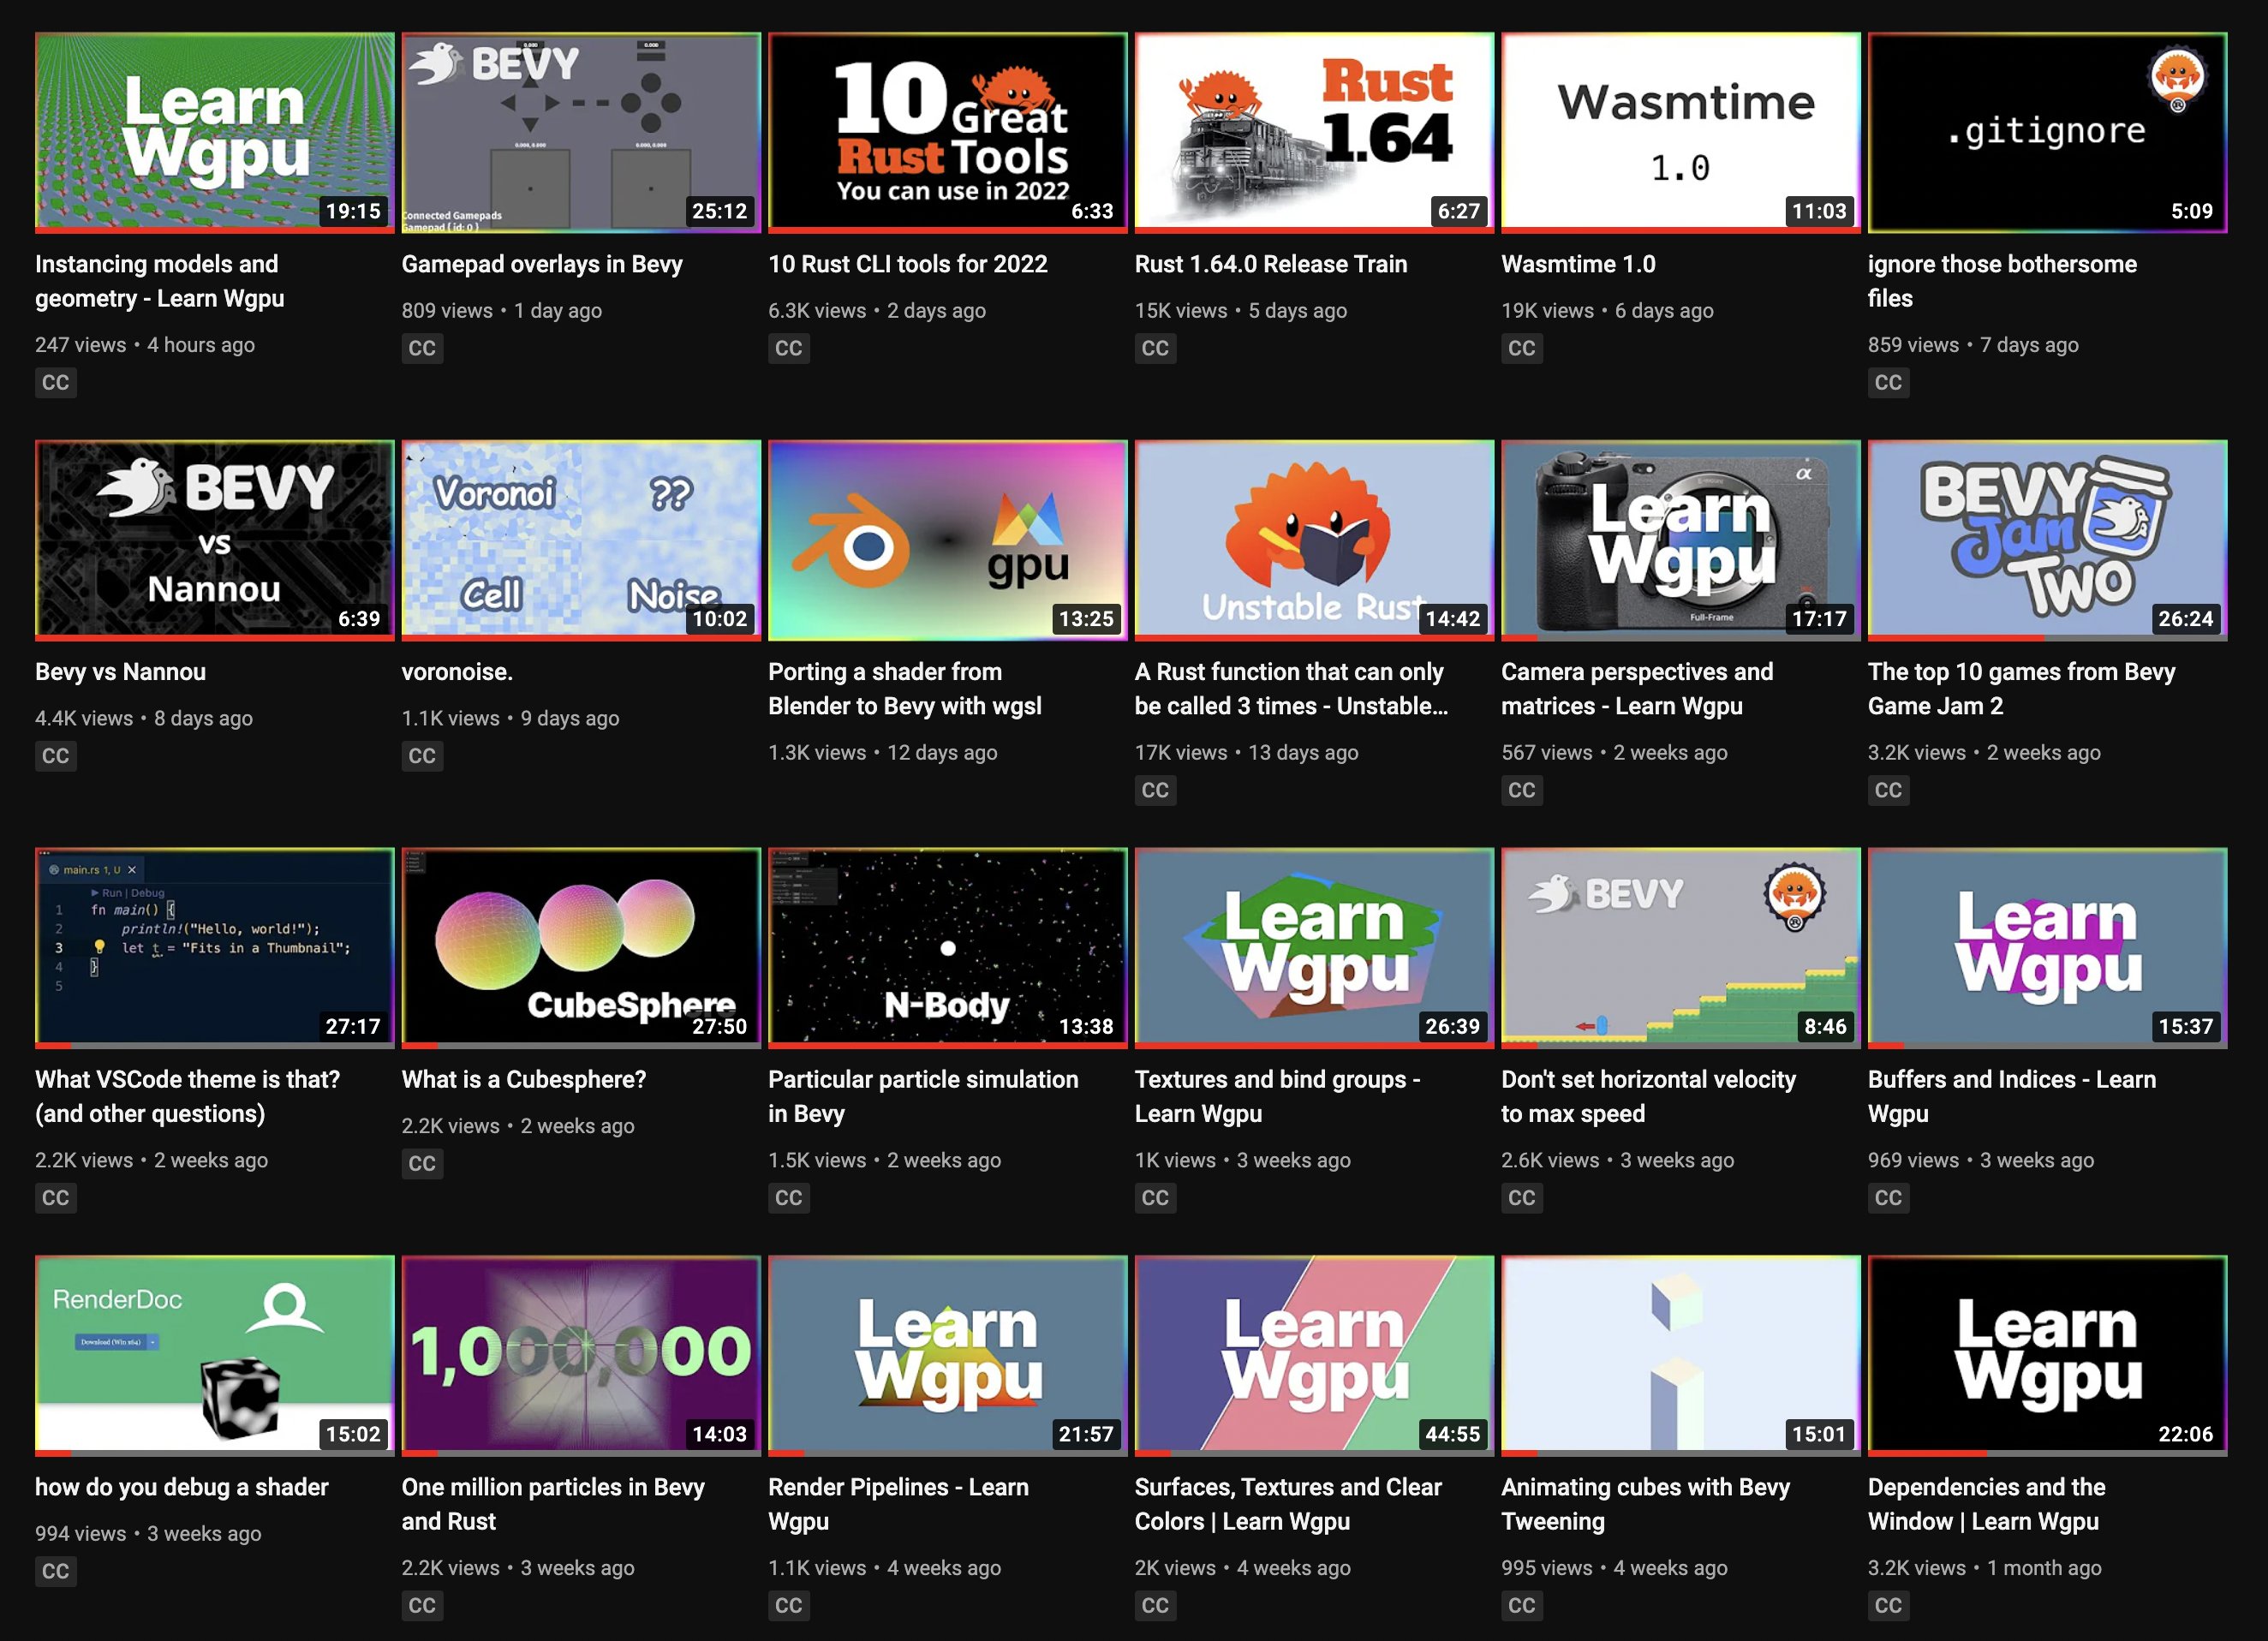 Learn
Wgpu
19:15
Instancing models and
geometry - Learn Wgpu
247 views • 4 hours ago
CC
BEVY
0.000
0.000
0.000, 0.000
0.000, 0.000
Connected Gamepads
Gamepad { id: 0 }
25:12
Gamepad overlays in Bevy
809 views • 1 day ago
CC
10 Great
Rust Tools
You can use in 2022
6:33
10 Rust CLI tools for 2022
6.3K views • 2 days ago
CC
Rust
1.64
6:27
Rust 1.64.0 Release Train
15K views • 5 days ago
CC
Wasmtime
1.0
11:03
Wasmtime 1.0
19K views • 6 days ago
CC
.gitignore
5:09
ignore those bothersome
files
859 views • 7 days ago
CC
BEVY
vs
Nannou
6:39
Bevy vs Nannou
4.4K views • 8 days ago
CC
Voronoi
??
Cell
Noise
10:02
voronoise.
1.1K views • 9 days ago
CC
gpu
13:25
Porting a shader from
Blender to Bevy with wgsl
1.3K views • 12 days ago
Unstable Rust
14:42
A Rust function that can only
be called 3 times - Unstable...
17K views • 13 days ago
CC
α
Learn
Wgpu
Full-Frame
17:17
Camera perspectives and
matrices - Learn Wgpu
567 views • 2 weeks ago
CC
BEVY
Jam
TWO
26:24
The top 10 games from Bevy
Game Jam 2
3.2K views • 2 weeks ago
CC
main.rs 1, U ×
Run | Debug
1 fn main() {
2 println!("Hello, world!");
3 let t = "Fits in a Thumbnail";
4 }
5
27:17
What VSCode theme is that?
(and other questions)
2.2K views • 2 weeks ago
CC
CubeSphere
27:50
What is a Cubesphere?
2.2K views • 2 weeks ago
CC
N-Body
13:38
Particular particle simulation
in Bevy
1.5K views • 2 weeks ago
CC
Learn
Wgpu
26:39
Textures and bind groups -
Learn Wgpu
1K views • 3 weeks ago
CC
BEVY
8:46
Don't set horizontal velocity
to max speed
2.6K views • 3 weeks ago
CC
Learn
Wgpu
15:37
Buffers and Indices - Learn
Wgpu
969 views • 3 weeks ago
CC
RenderDoc
Download (Win x64)
15:02
how do you debug a shader
994 views • 3 weeks ago
CC
1,000,000
14:03
One million particles in Bevy
and Rust
2.2K views • 3 weeks ago
CC
Learn
Wgpu
21:57
Render Pipelines - Learn
Wgpu
1.1K views • 4 weeks ago
CC
Learn
Wgpu
44:55
Surfaces, Textures and Clear
Colors | Learn Wgpu
2K views • 4 weeks ago
CC
15:01
Animating cubes with Bevy
Tweening
995 views • 4 weeks ago
CC
Learn
Wgpu
22:06
Dependencies and the
Window | Learn Wgpu
3.2K views • 1 month ago
CC